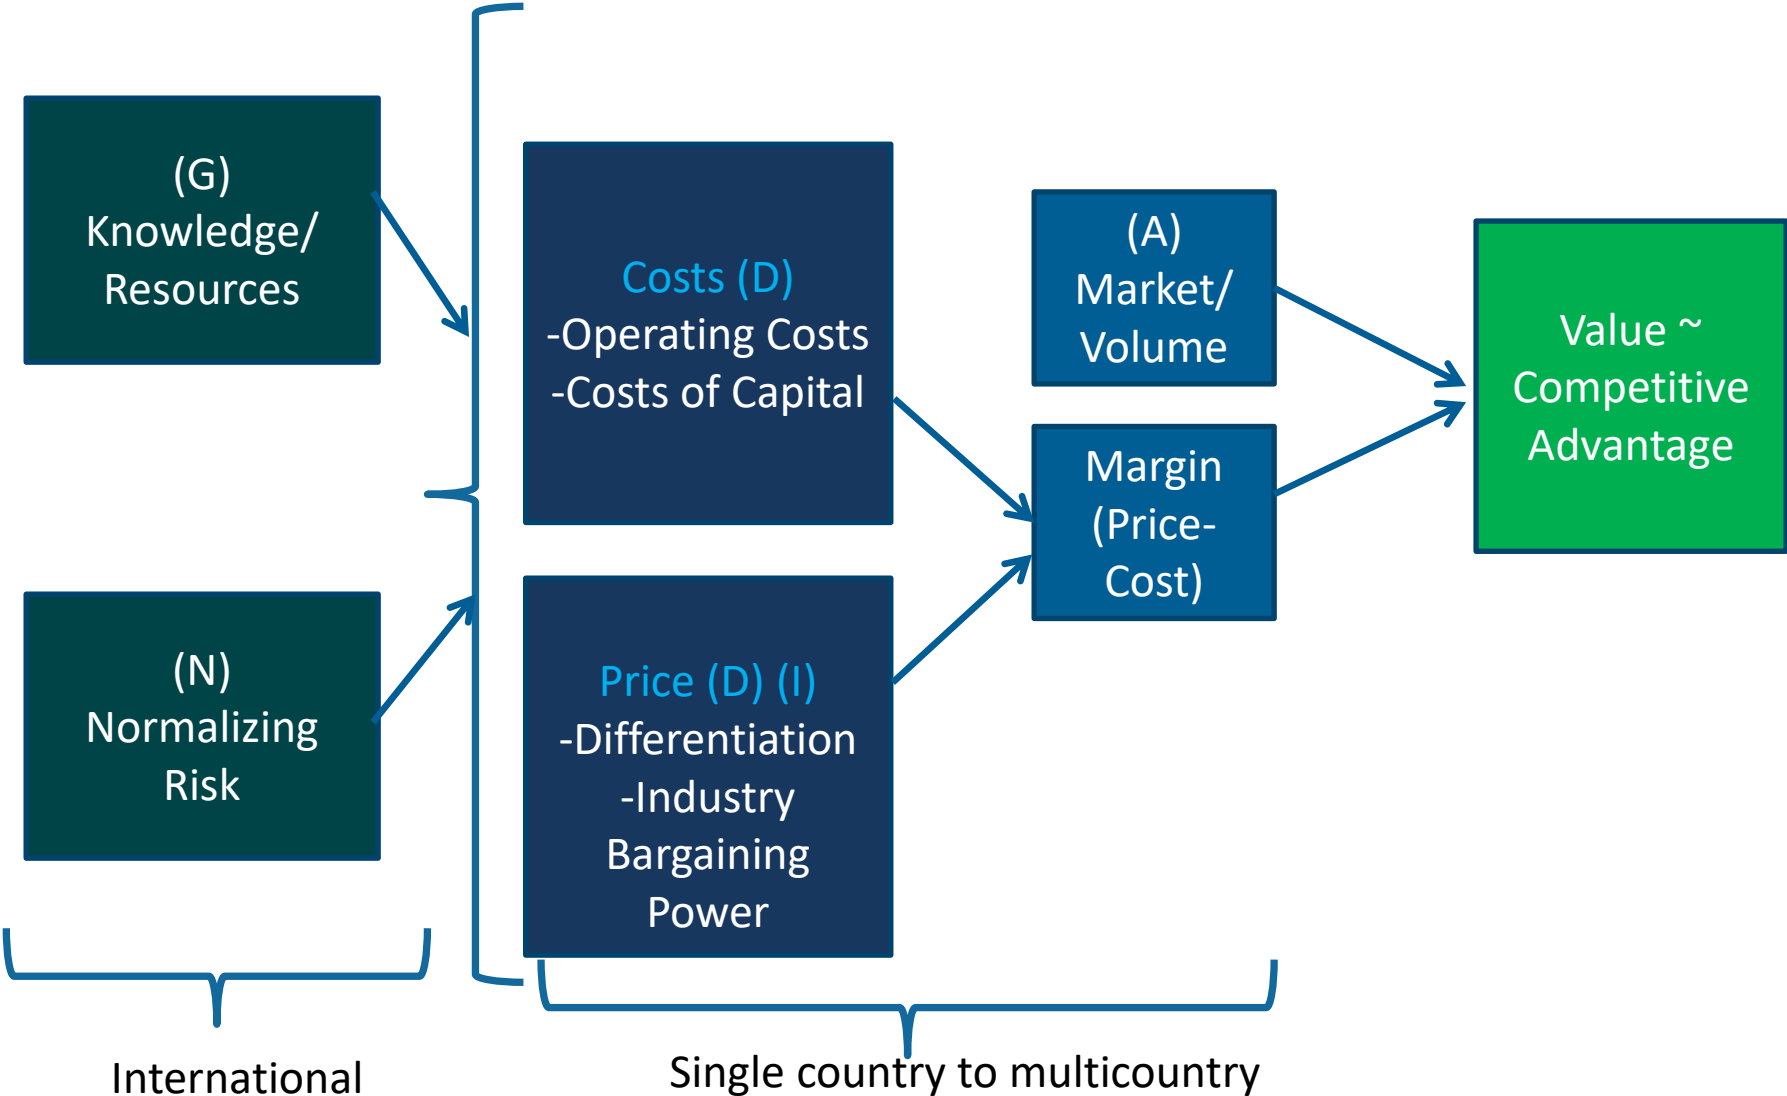 (G)
Knowledge/
Resources
(N)
Normalizing
Risk
International
Costs (D)
-Operating Costs
-Costs of Capital
Price (D) (I)
-Differentiation
-Industry
Bargaining
Power
(A)
Market/
Volume
Margin
(Price-
Cost)
Single country to multicountry
Value ~
Competitive
Advantage